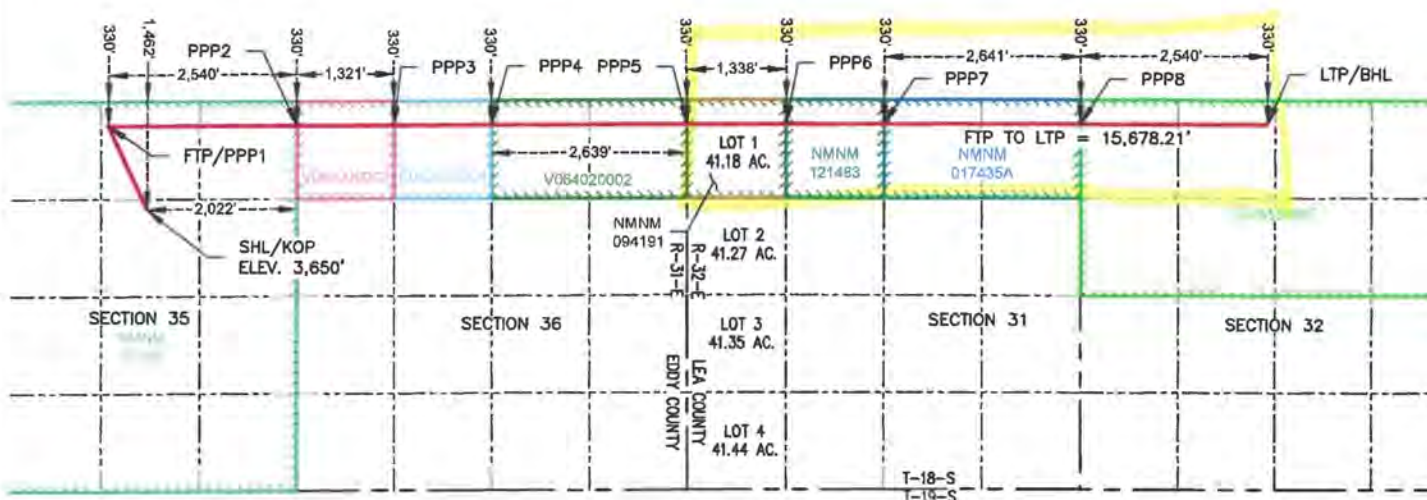 330'
1,462'
330'
330'
330'
330'
330'
330'
330'
330'
PPP2
PPP3
PPP4 PPP5
PPP6
PPP7
PPP8
LTP/BHL
2,540'
1,321'
1,338'
2,641'
2,540'
FTP/PPP1
FTP TO LTP = 15,678.21'
LOT 1
41.18 AC.
NMNM
121463
NMNM
017435A
2,639'
V064020002
2,022'
SHL/KOP
ELEV. 3,650'
NMNM
094191
R-31-E
R-32-E
LOT 2
41.27 AC.
SECTION 35
SECTION 36
LOT 3
41.35 AC.
SECTION 31
SECTION 32
EDDY COUNTY
LEA COUNTY
LOT 4
41.44 AC.
T-18-S
T-19-S